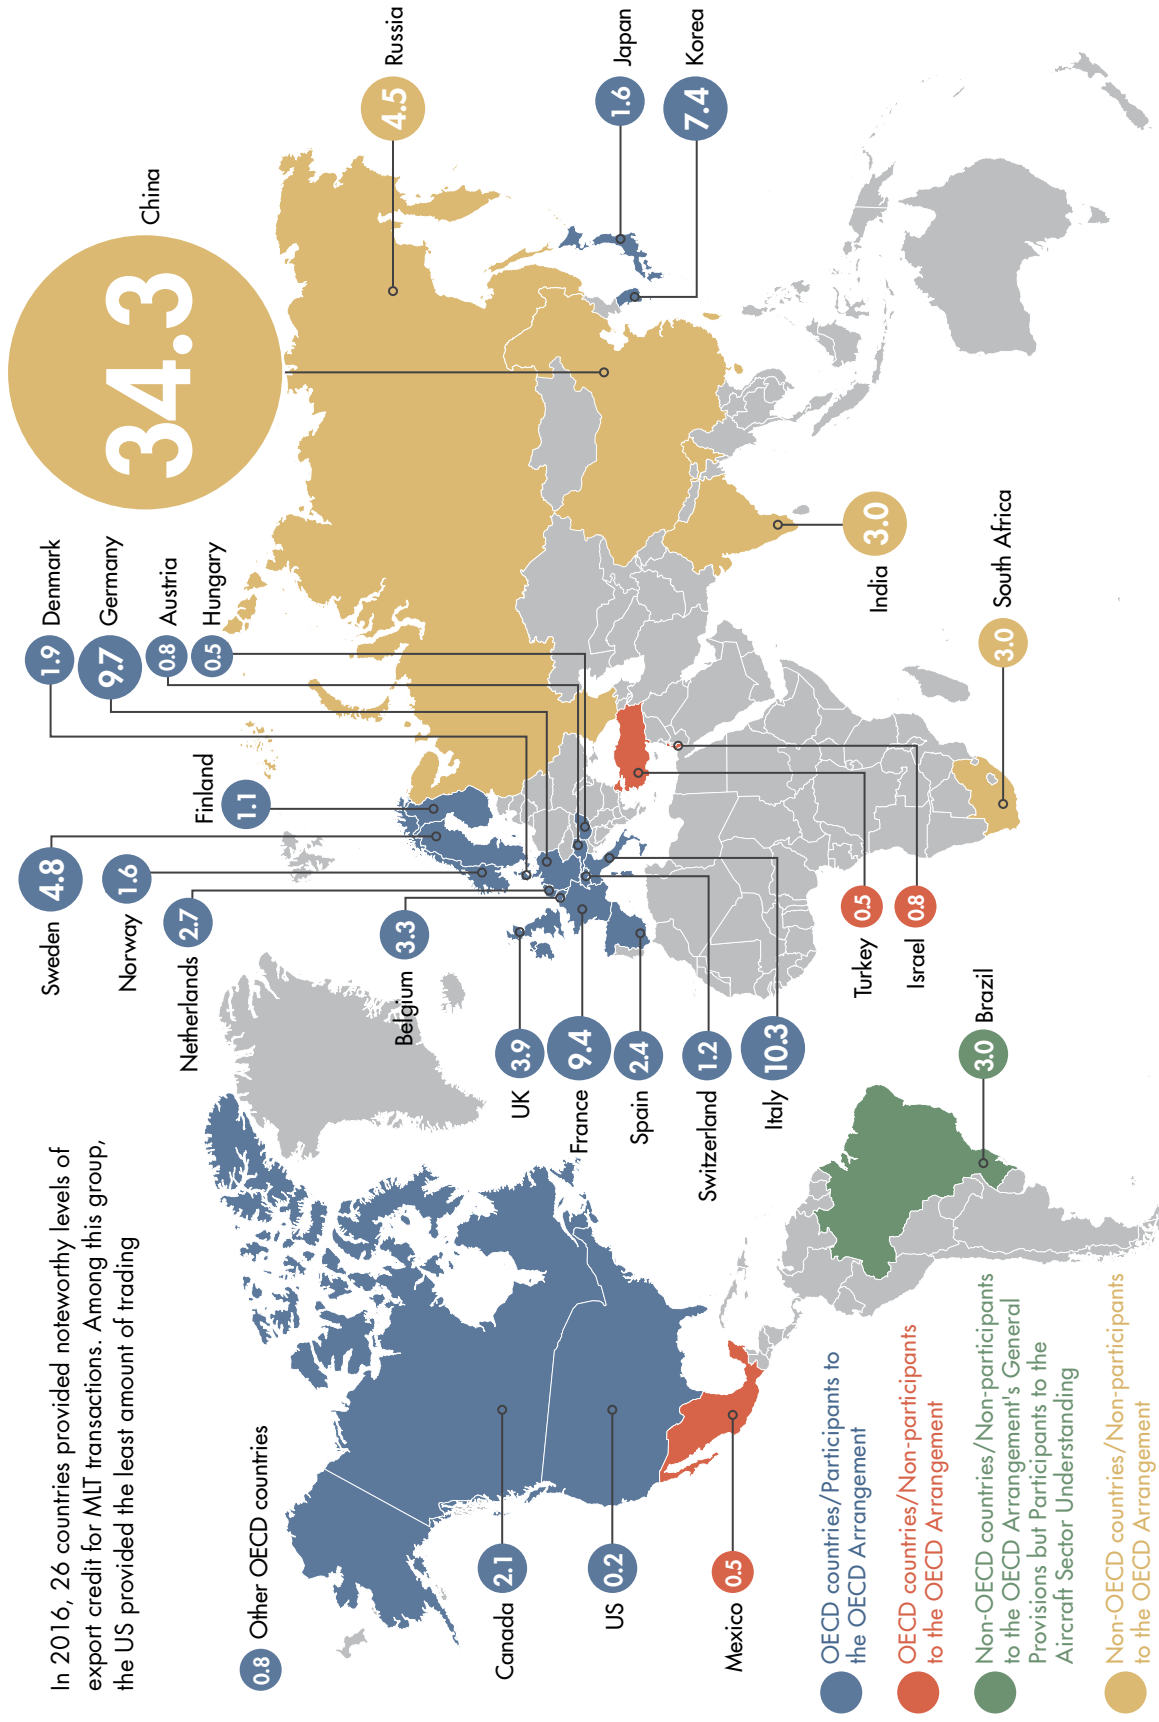 In 2016, 26 countries provided noteworthy levels of
export credit for MLT transactions. Among this group,
the US provided the least amount of trading
0.8 Other OECD countries
Canada 2.1
US 0.2
Mexico 0.5
Sweden 4.8
Norway 1.6
Netherlands 2.7
Belgium 3.3
Finland 1.1
1.9 Denmark
9.7 Germany
0.8 Austria
0.5 Hungary
34.3 China
4.5 Russia
1.6 Japan
7.4 Korea
UK 3.9
France 9.4
Spain 2.4
Switzerland 1.2
Italy 10.3
Turkey 0.5
Israel 0.8
India 3.0
3.0 South Africa
3.0 Brazil
OECD countries/Participants to
the OECD Arrangement
OECD countries/Non-participants
to the OECD Arrangement
Non-OECD countries/Non-participants
to the OECD Arrangement's General
Provisions but Participants to the
Aircraft Sector Understanding
Non-OECD countries/Non-participants
to the OECD Arrangement